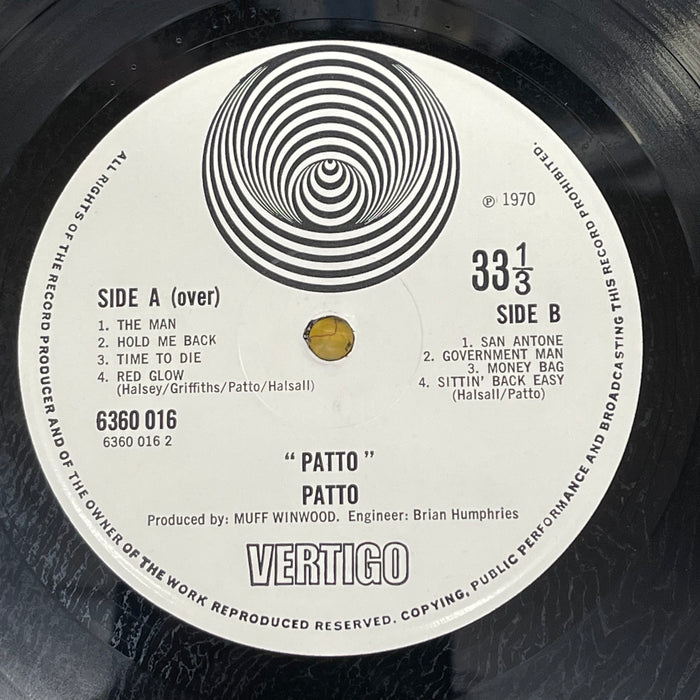 ℗ 1970
33 1/3
SIDE A (over)
1. THE MAN
2. HOLD ME BACK
3. TIME TO DIE
4. RED GLOW
(Halsey/Griffiths/Patto/Halsall)
6360 016
6360 016 2
SIDE B
1. SAN ANTONE
2. GOVERNMENT MAN
3. MONEY BAG
4. SITTIN' BACK EASY
(Halsall/Patto)
“ PATTO ”
PATTO
Produced by: MUFF WINWOOD. Engineer: Brian Humphries
VERTIGO
ALL RIGHTS OF THE RECORD PRODUCER AND OF THE OWNER OF THE WORK REPRODUCED RESERVED. COPYING, PUBLIC PERFORMANCE AND BROADCASTING THIS RECORD PROHIBITED.